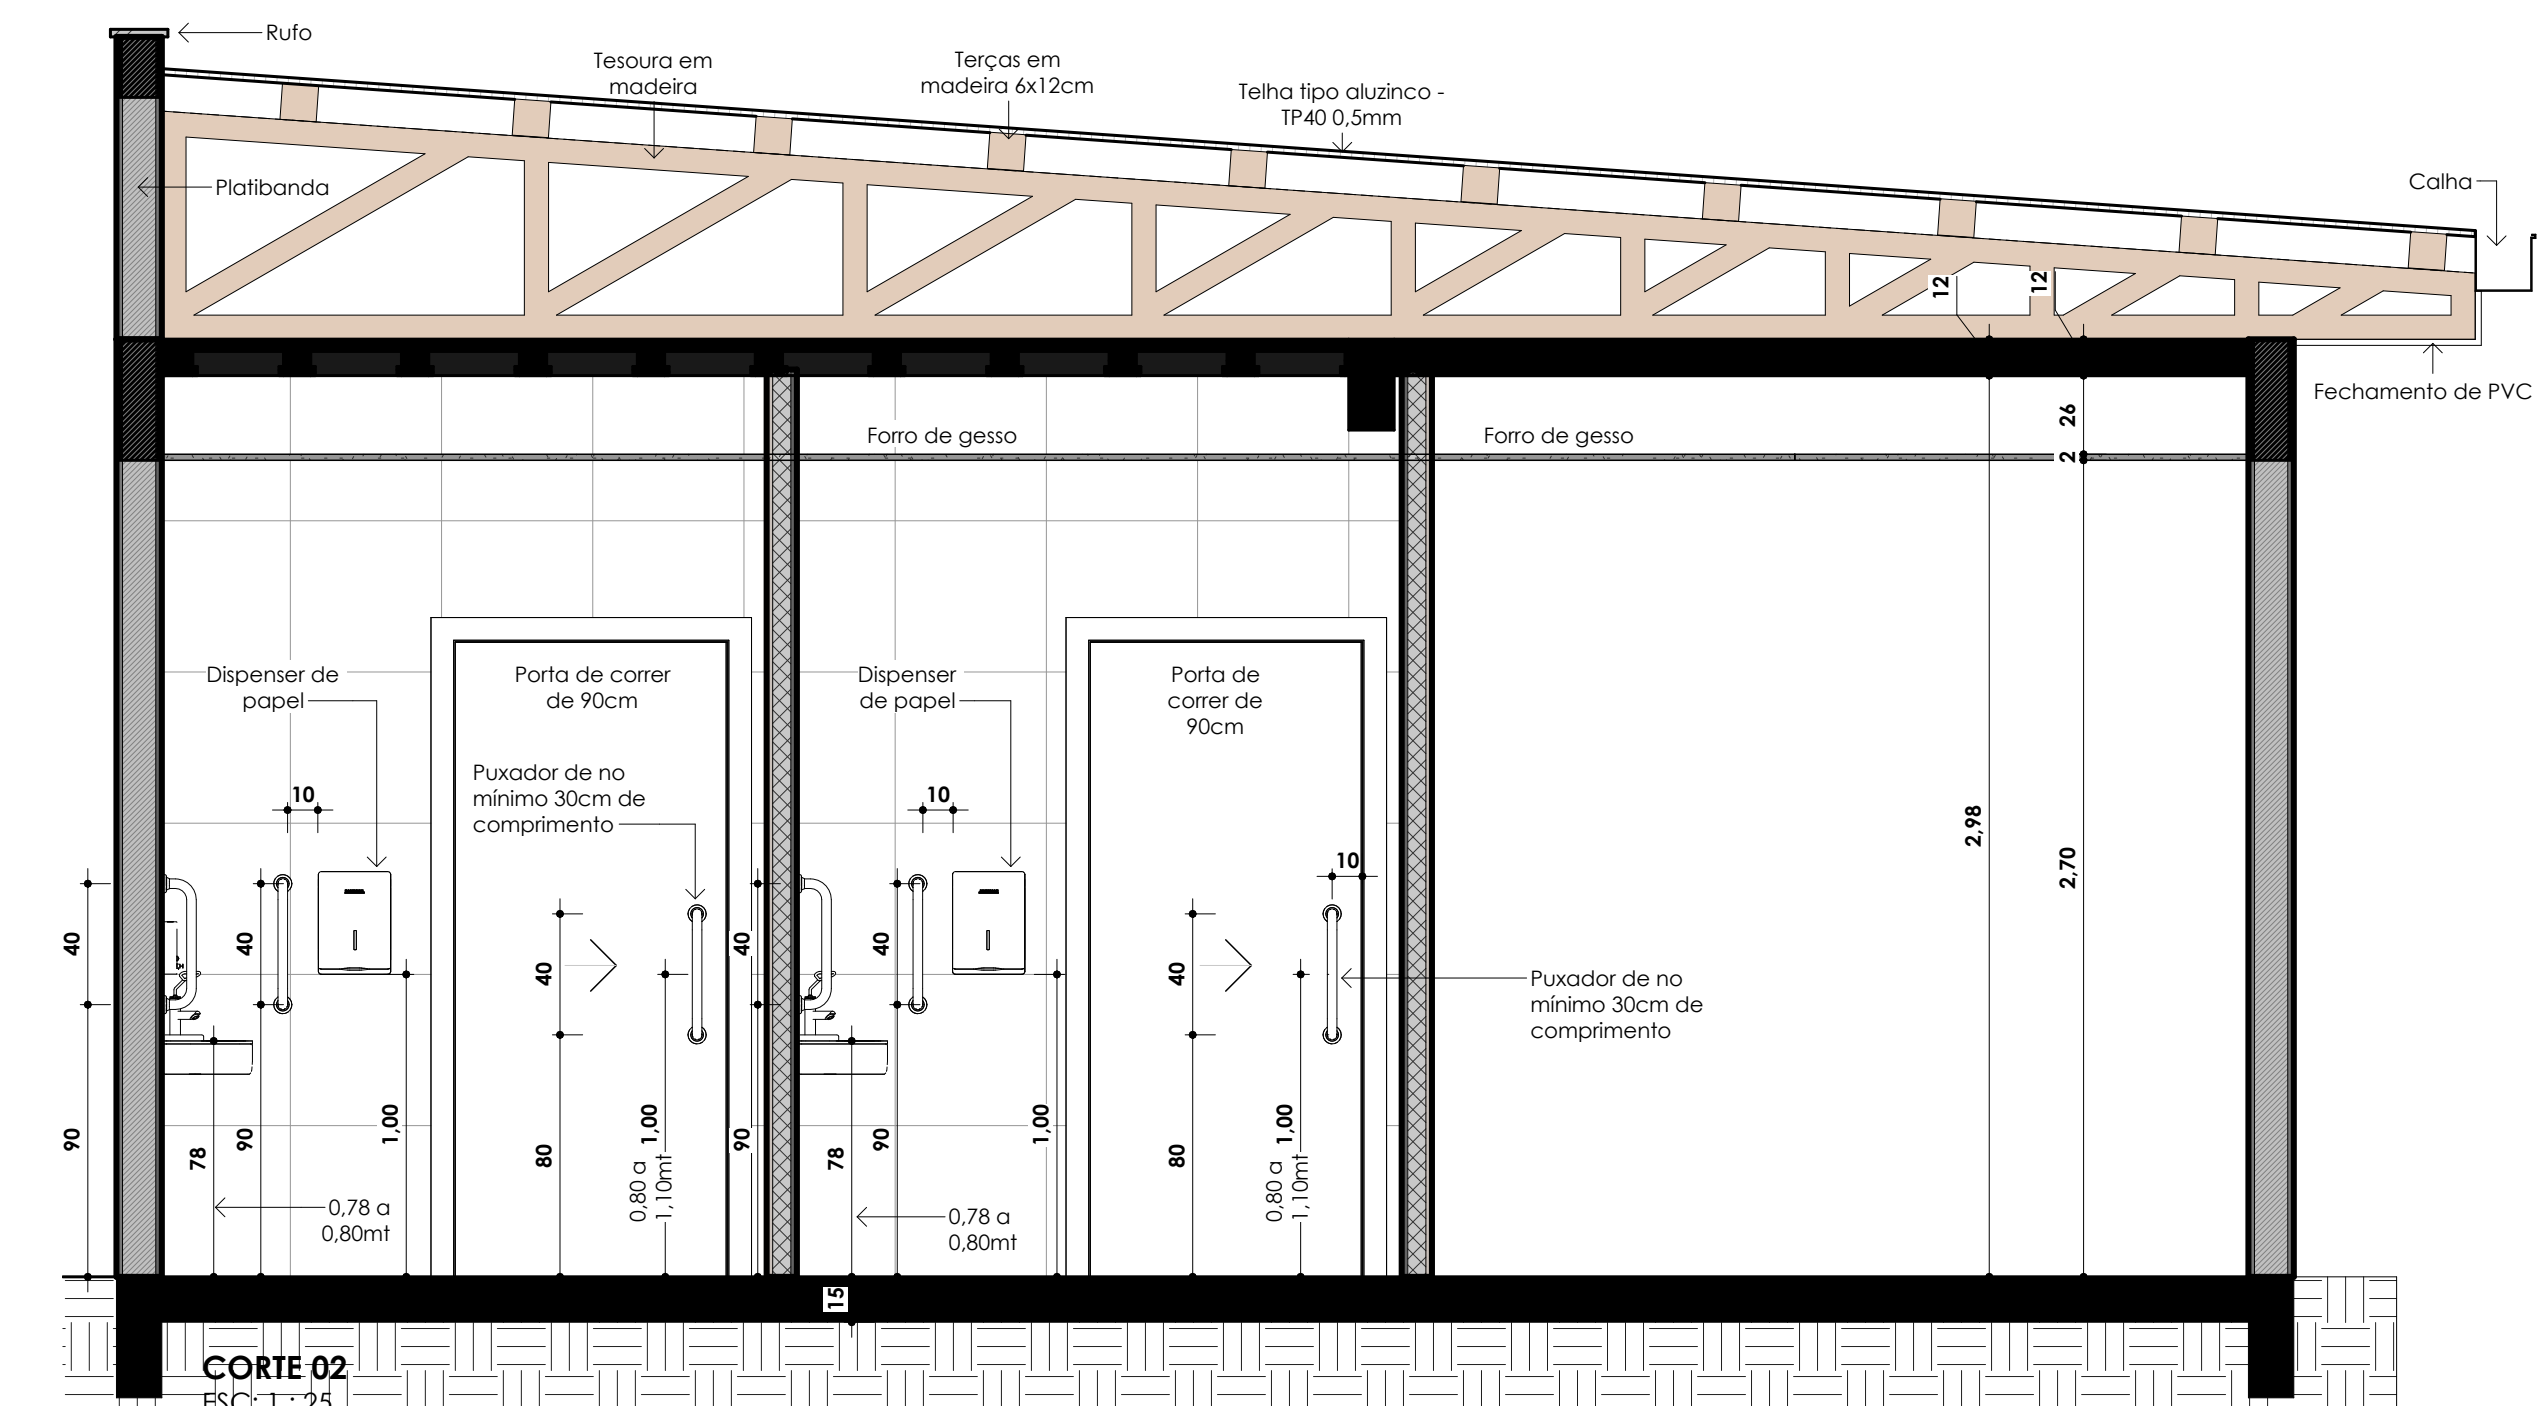 Rufo
Tesoura em
madeira
Terças em
madeira 6x12cm
Telha tipo aluzinco -
TP40 0,5mm
Calha
Platibanda
12
12
Fechamento de PVC
26
Forro de gesso
Forro de gesso
2
Dispenser de
papel
Porta de correr
de 90cm
Dispenser
de papel
Porta de
correr de
90cm
Puxador de no
mínimo 30cm de
comprimento
10
10
10
2,98
2,70
40
40
40
40
40
40
Puxador de no
mínimo 30cm de
comprimento
90
78
90
1,00
80
1,00
0,80 a
1,10mt
90
78
90
1,00
80
1,00
0,80 a
1,10mt
0,78 a
0,80mt
0,78 a
0,80mt
15
CORTE 02
ESC: 1 : 25